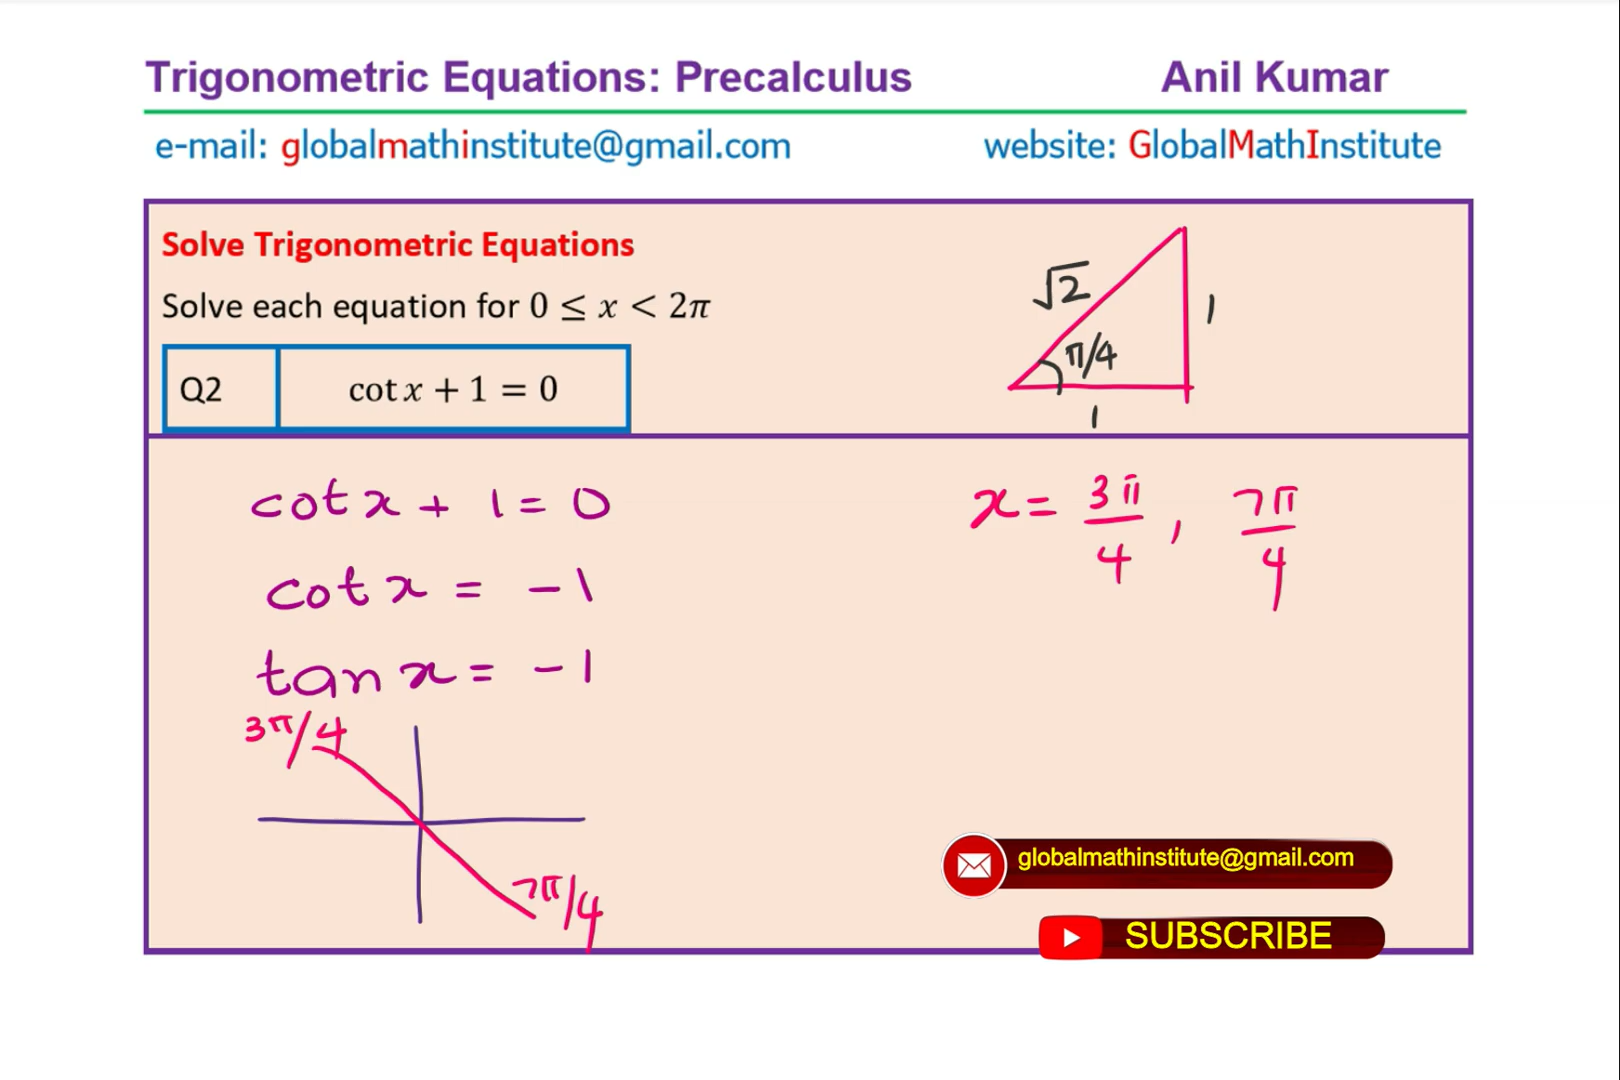 Trigonometric Equations: Precalculus Anil Kumar
e-mail: globalmathinstitute@gmail.com website: GlobalMathInstitute
Solve Trigonometric Equations
Solve each equation for 0 ≤ x < 2π
Q2 cot x + 1 = 0
√2
π/4
1
1
cot x + 1 = 0
cot x = -1
tan x = -1
3π/4
7π/4
x = 3π/4 , 7π/4
globalmathinstitute@gmail.com
SUBSCRIBE